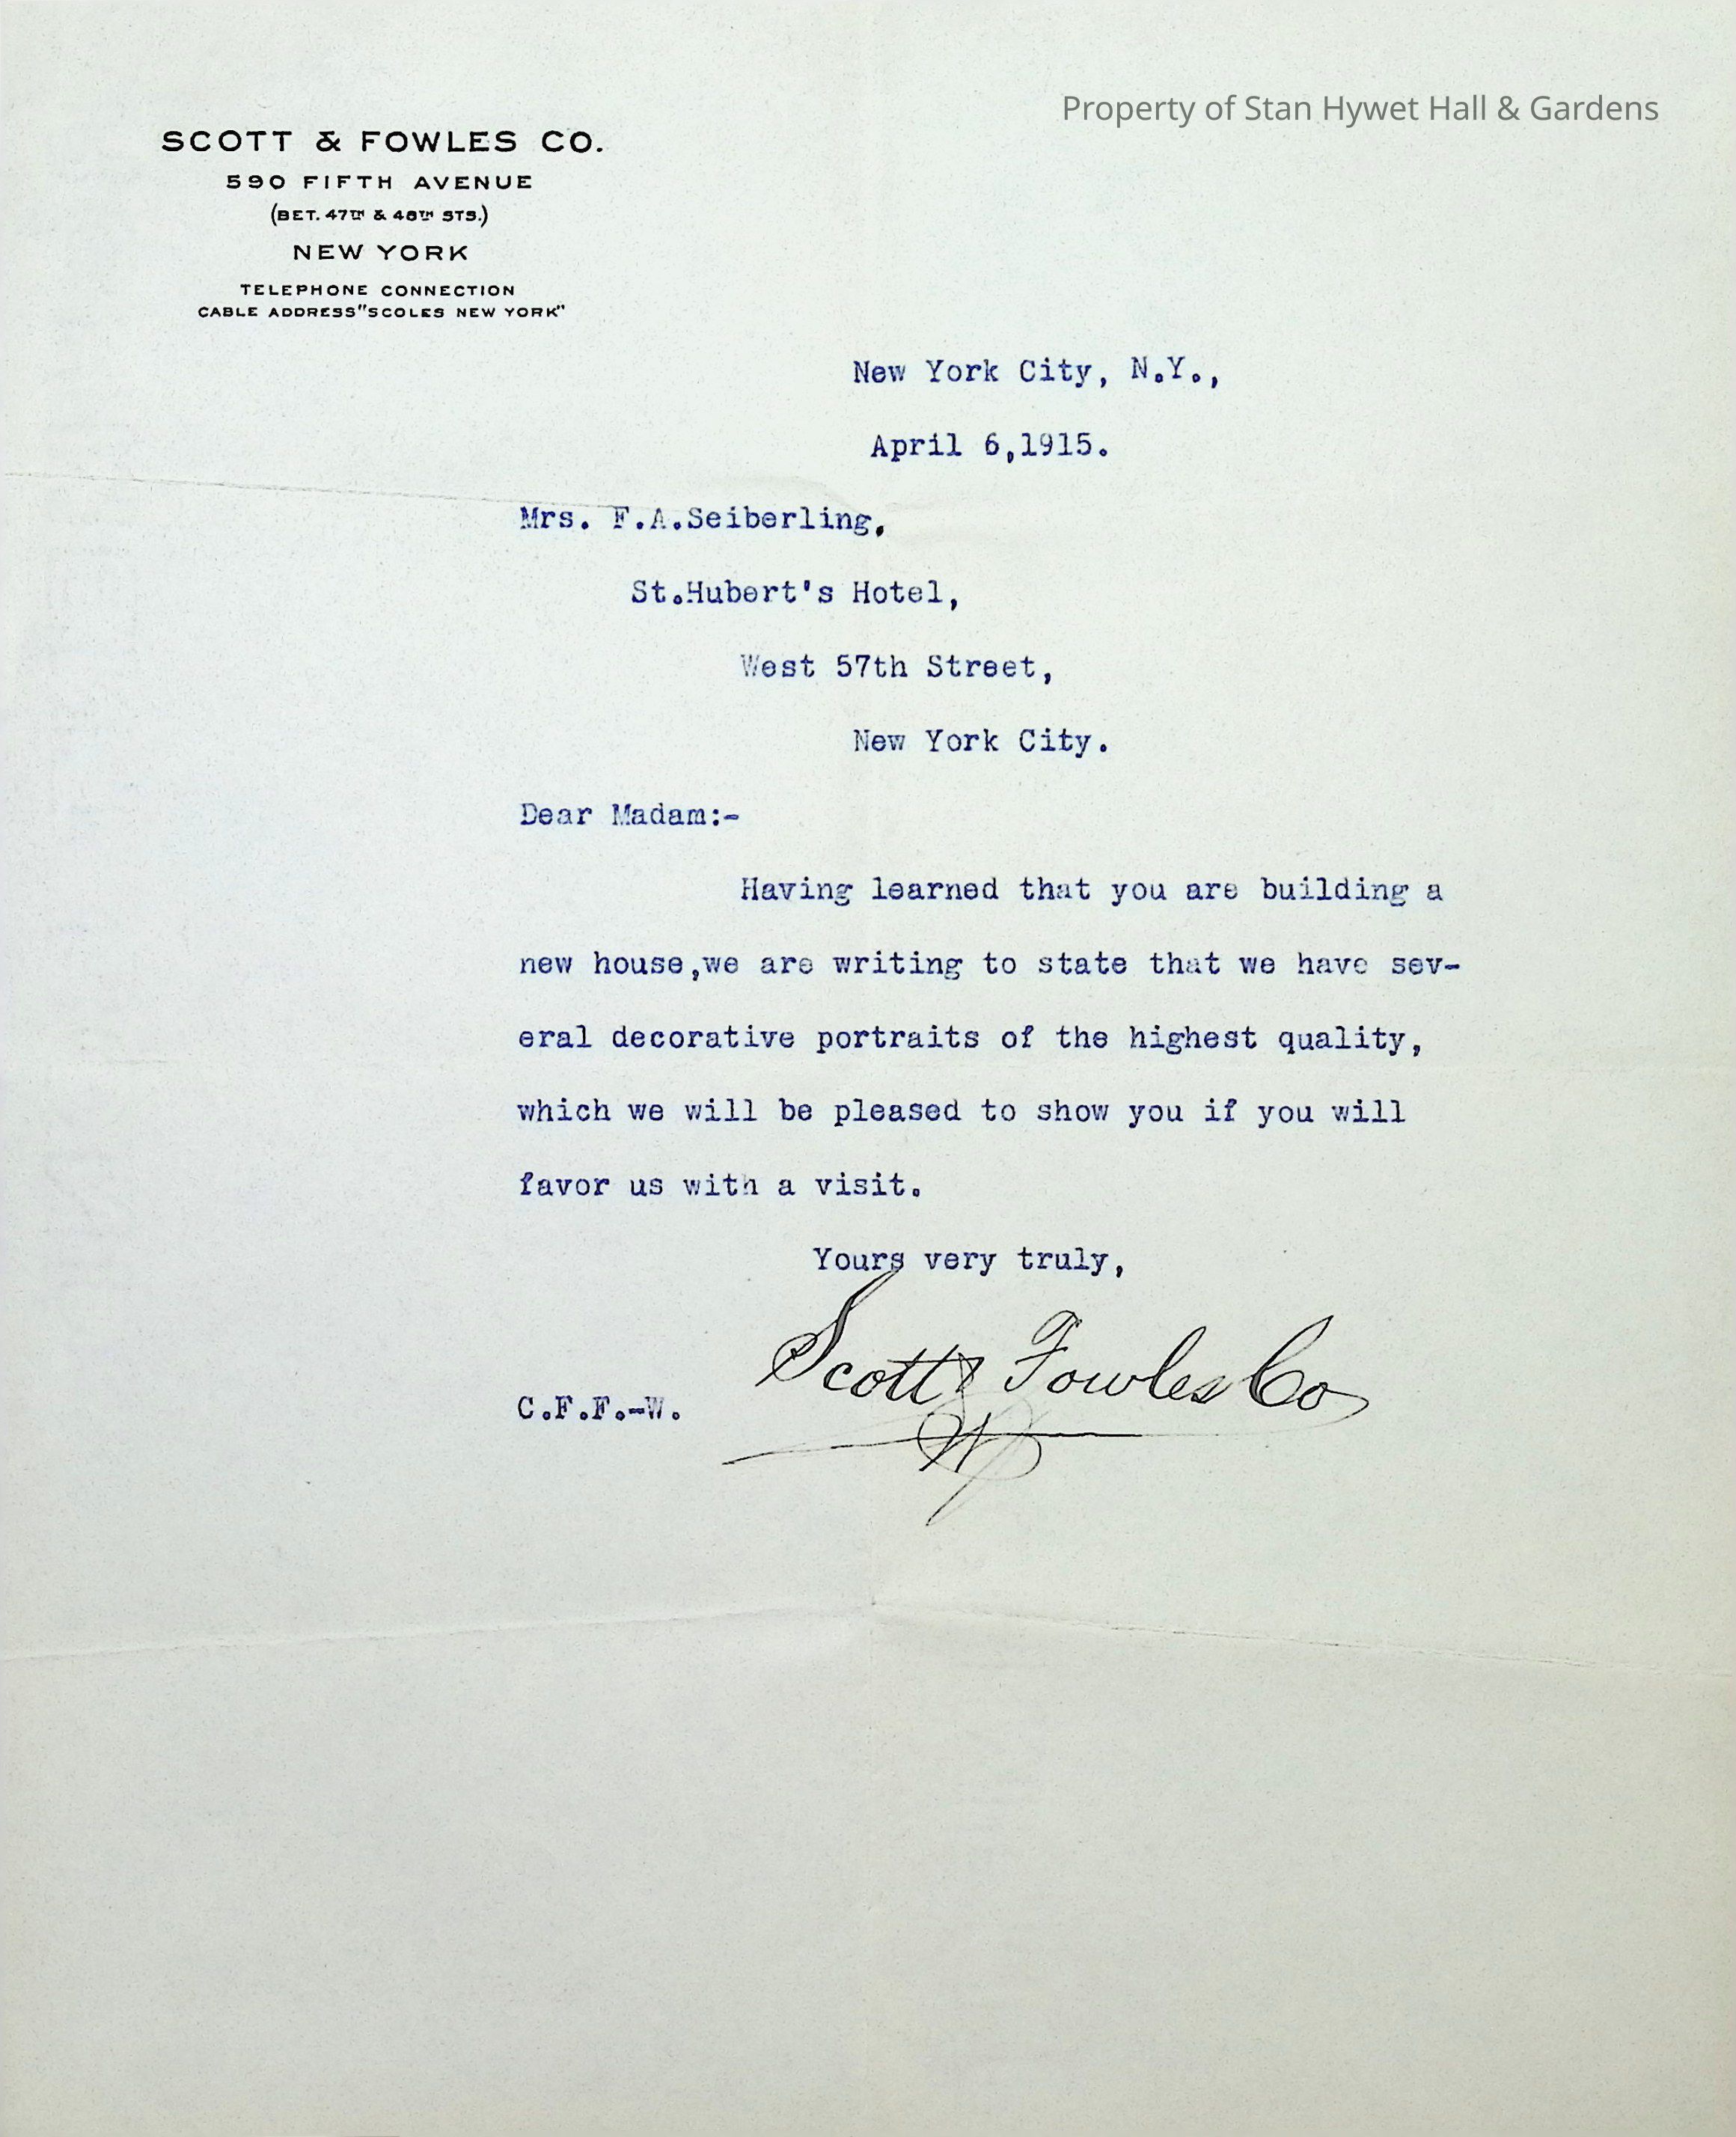 Property of Stan Hywet Hall & Gardens
SCOTT & FOWLES CO.
590 FIFTH AVENUE
(BET. 47TH & 48TH STS.)
NEW YORK
TELEPHONE CONNECTION
CABLE ADDRESS "SCOLES NEW YORK"
New York City, N.Y.,
April 6,1915.
Mrs. F.A.Seiberling,
St.Hubert's Hotel,
West 57th Street,
New York City.
Dear Madam:-
Having learned that you are building a
new house,we are writing to state that we have sev-
eral decorative portraits of the highest quality,
which we will be pleased to show you if you will
favor us with a visit.
Yours very truly,
Scott & Fowles Co
C.F.F.-W.